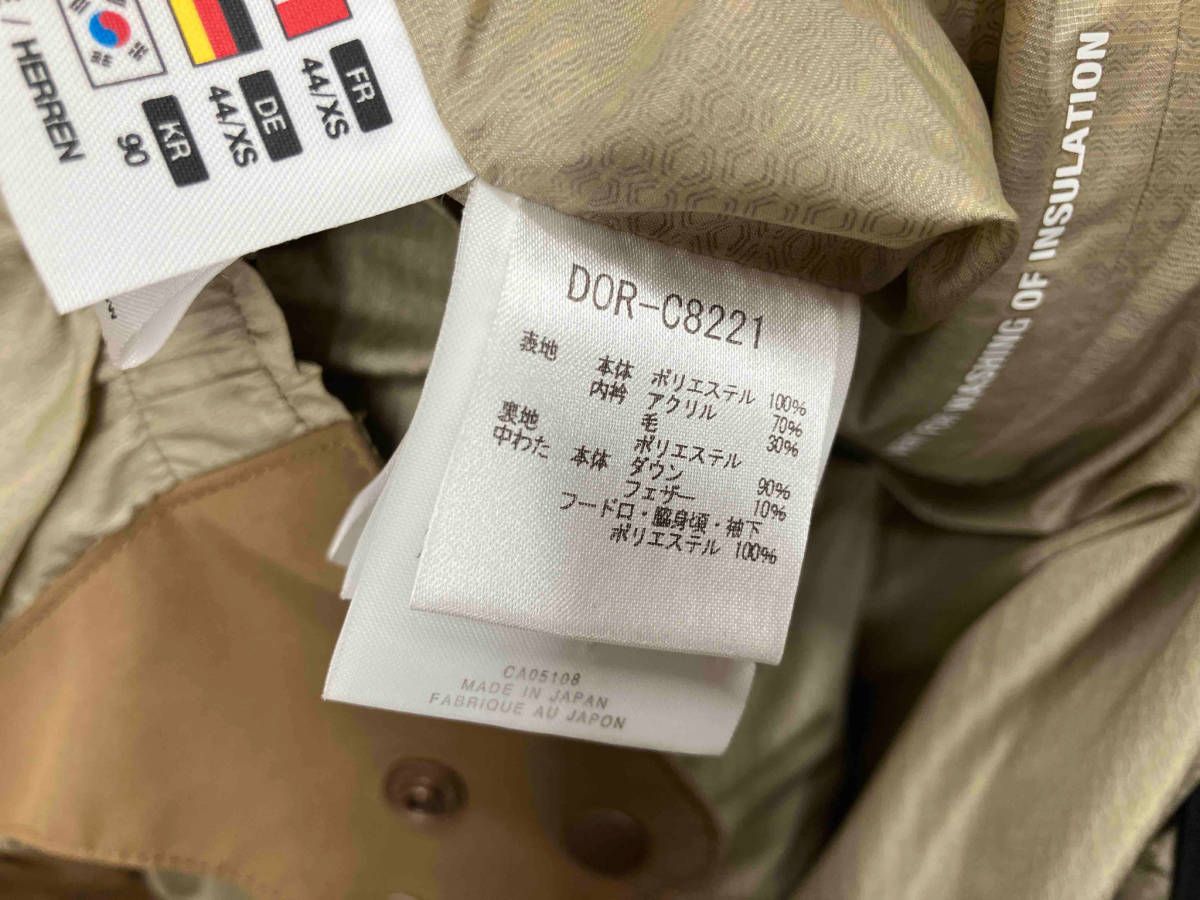 / HERREN
FR
44/XS
DE
44/XS
KR
90
WASHING OF INSULATION
DOR-C8221
表地 本体 ポリエステル 100%
内衿 アクリル 70%
毛 30%
裏地 ポリエステル
中わた 本体 ダウン 90%
フェザー 10%
フードロ・脇身頃・袖下
ポリエステル 100%
CA05108
MADE IN JAPAN
FABRIQUE AU JAPON